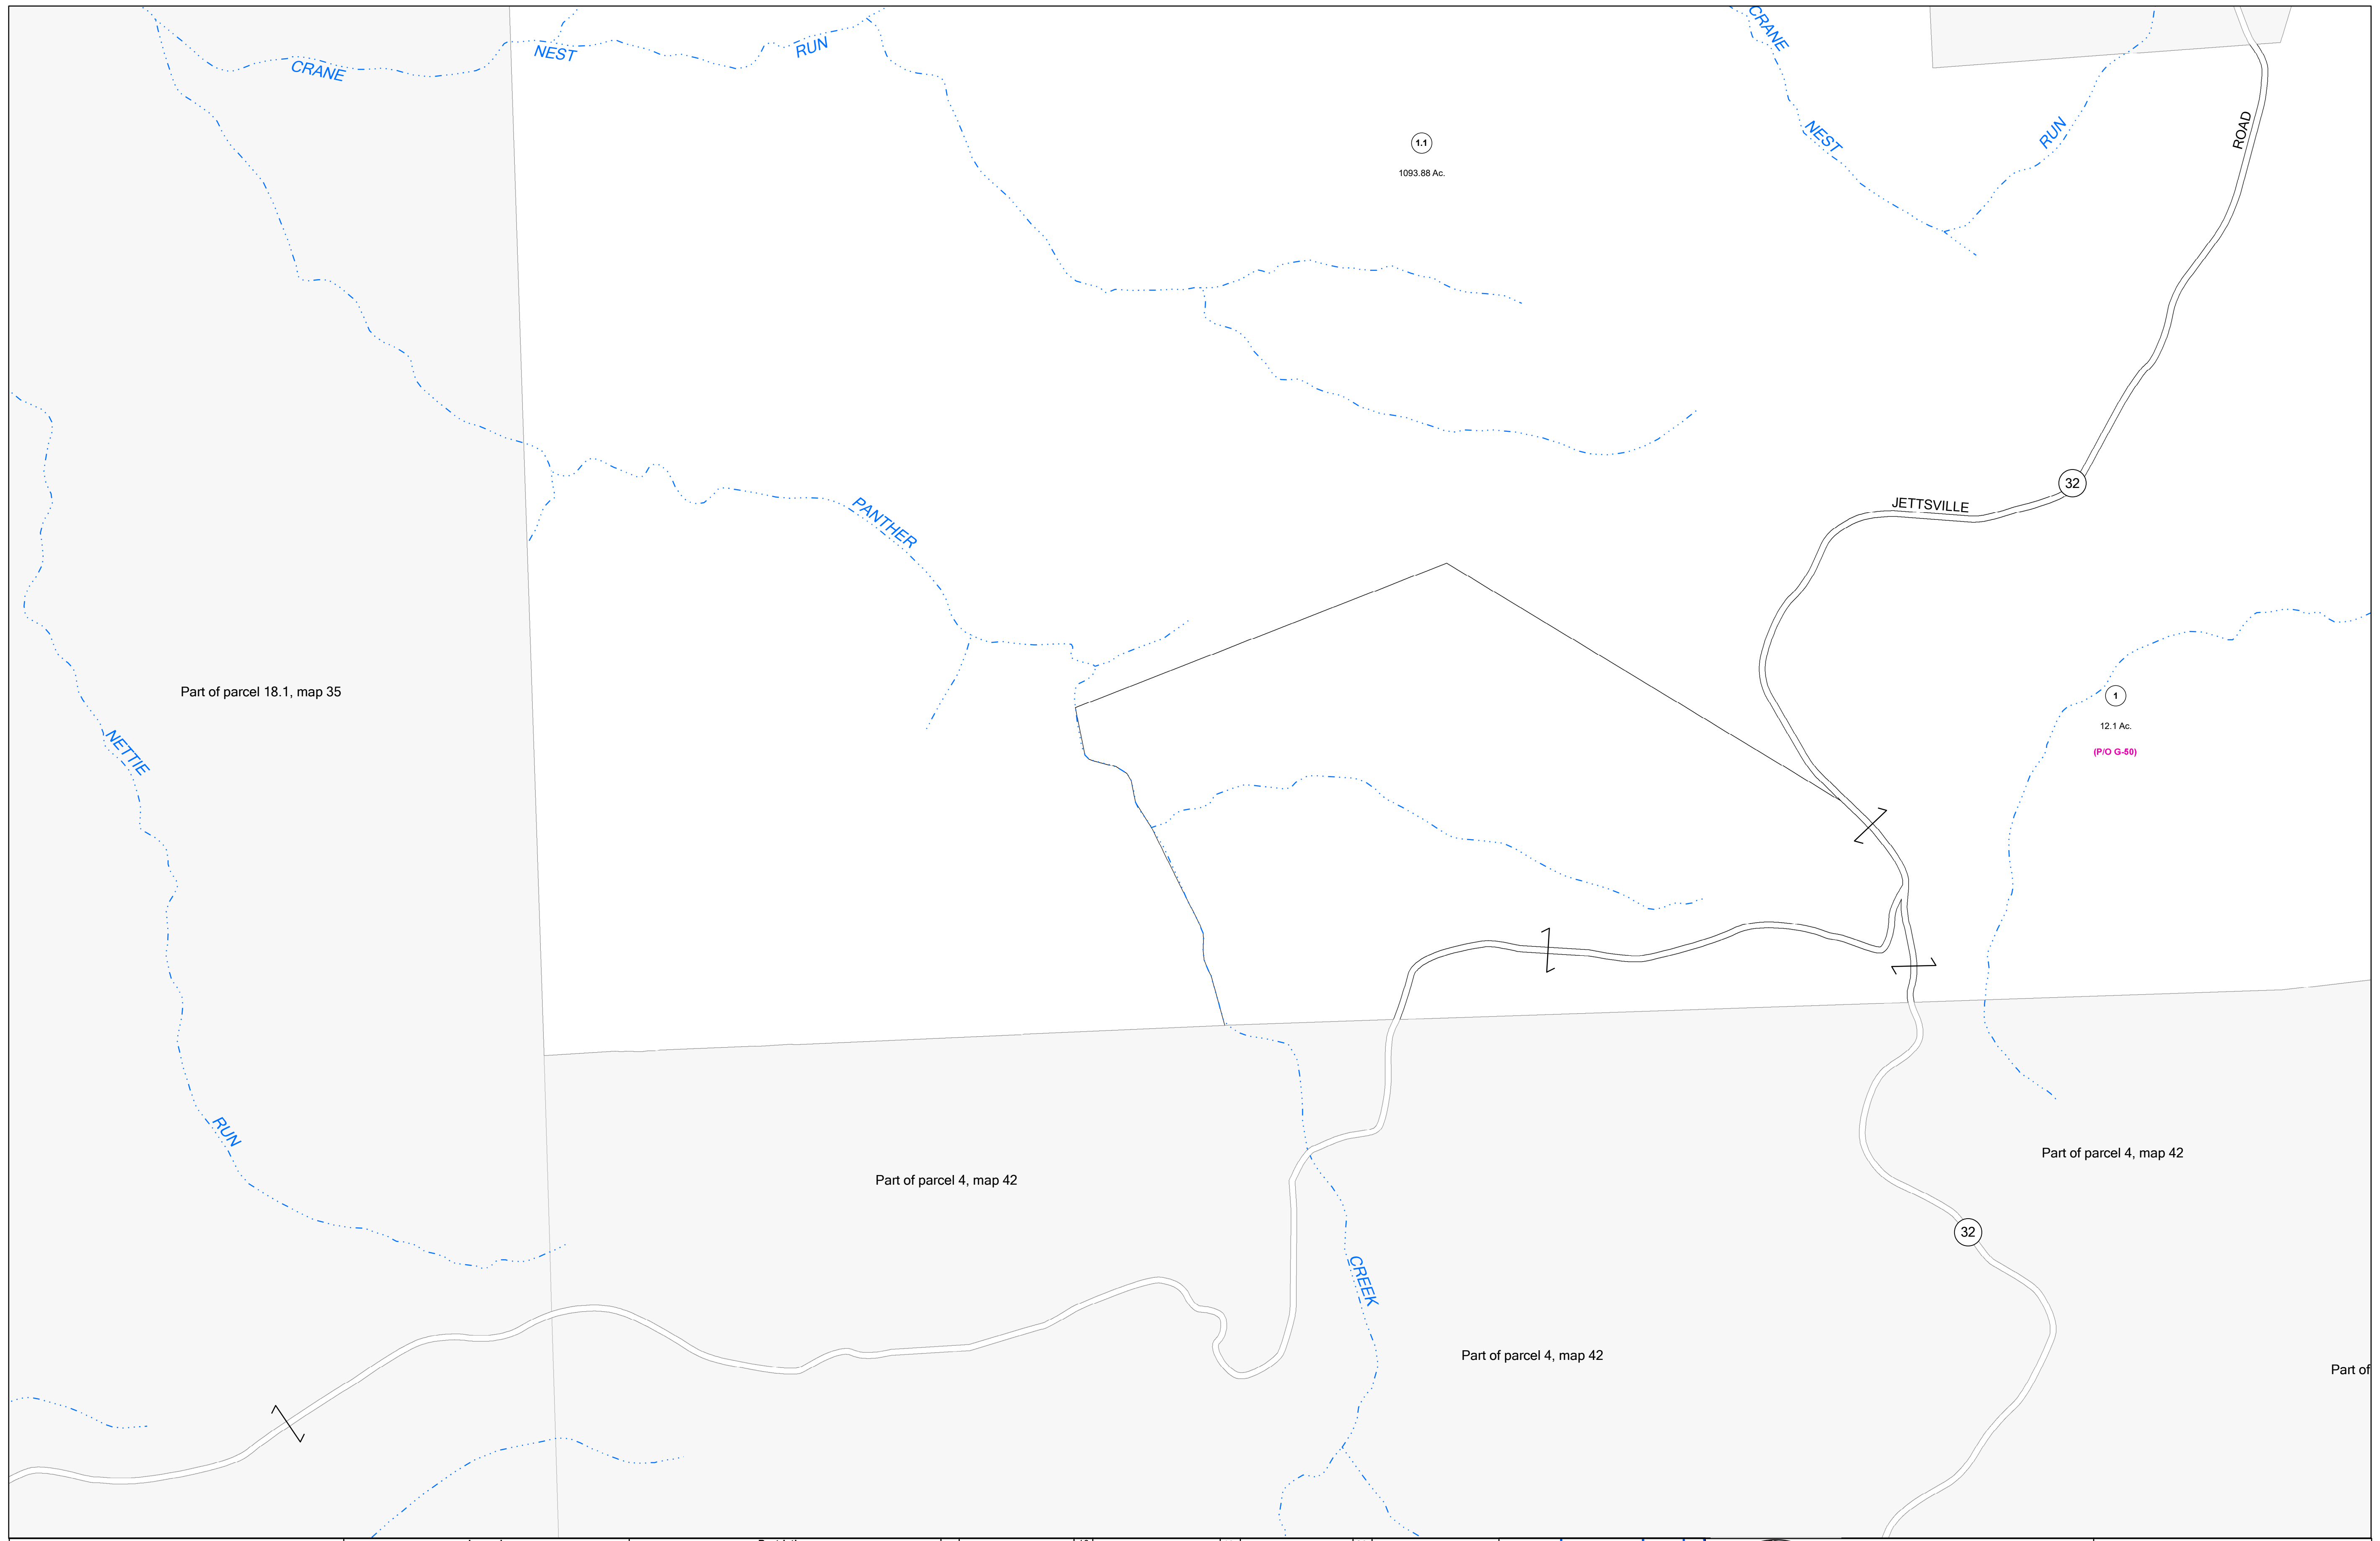 CRANE
NEST
RUN
CRANE
NEST
RUN
ROAD
1.1
1093.88 Ac.
32
JETTSVILLE
PANTHER
Part of parcel 18.1, map 35
1
12.1 Ac.
(P/O G-50)
NETTIE
RUN
Part of parcel 4, map 42
Part of parcel 4, map 42
32
CREEK
Part of parcel 4, map 42
Part of